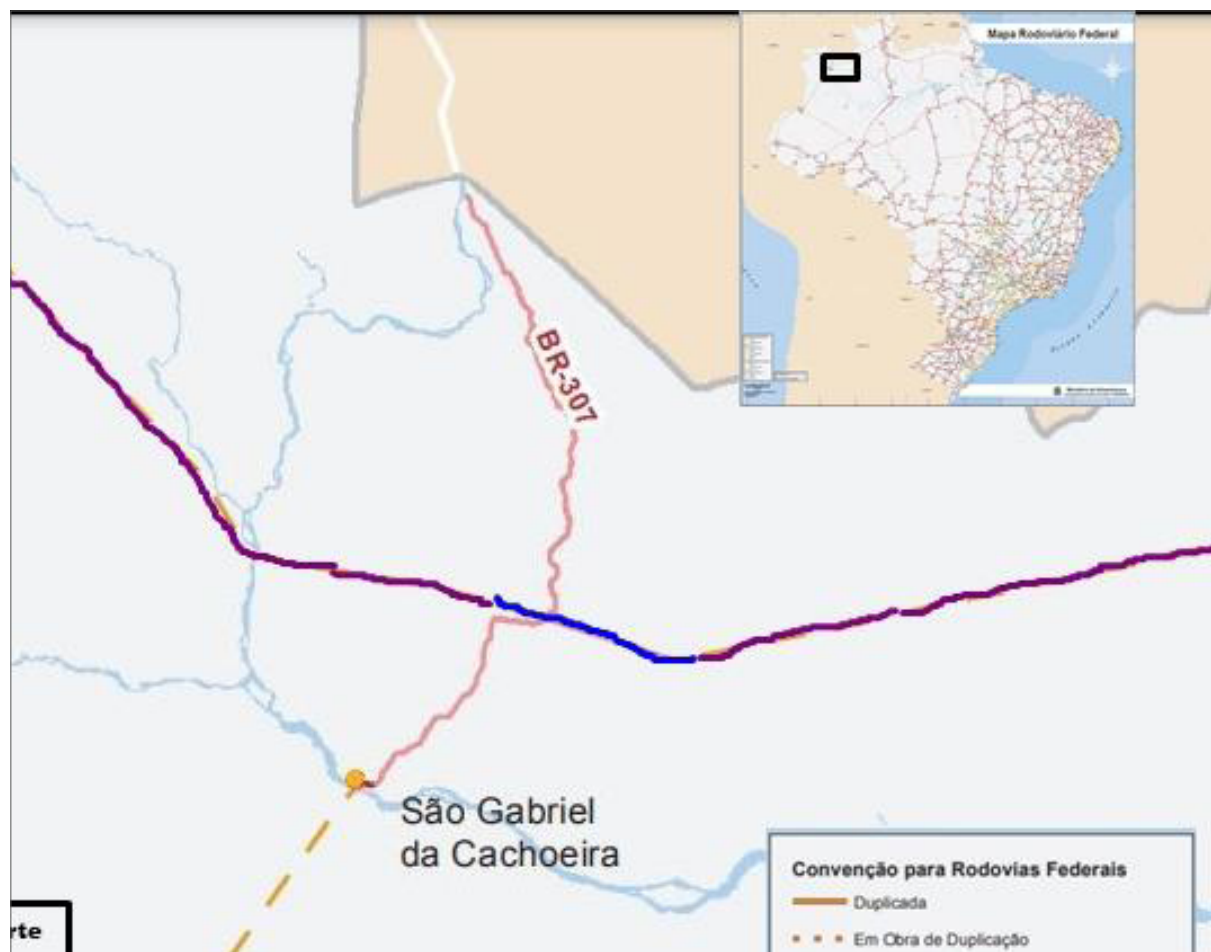 Mapa Rodoviário Federal
BR-307
São Gabriel
da Cachoeira
Convenção para Rodovias Federais
Duplicada
Em Obra de Duplicação
rte